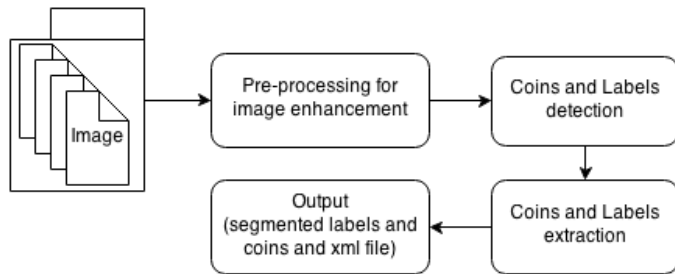 Image
Pre-processing for
image enhancement
Coins and Labels
detection
Coins and Labels
extraction
Output
(segmented labels and
coins and xml file)